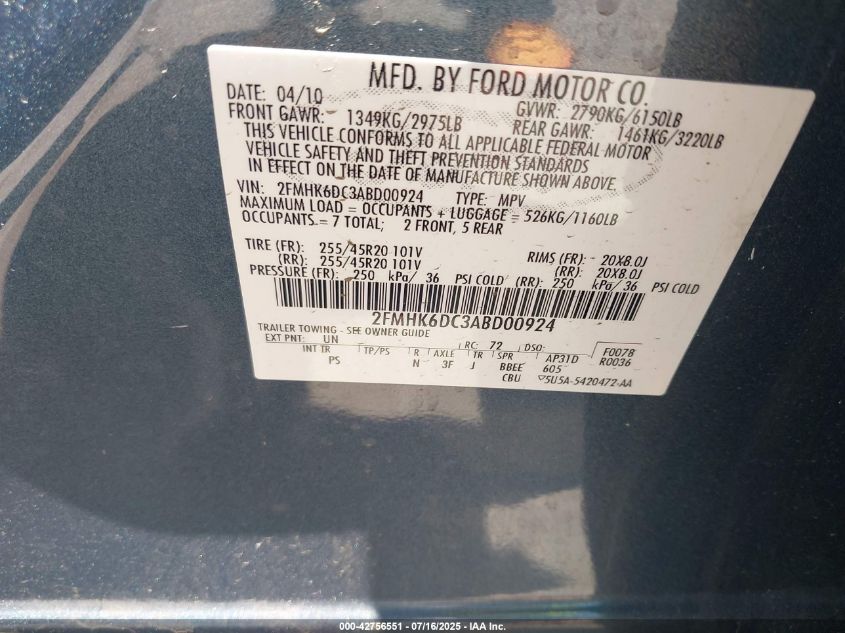 MFD. BY FORD MOTOR CO.
DATE: 04/10 GVWR: 2790KG/6150LB
FRONT GAWR: 1349KG/2975LB REAR GAWR: 1461KG/3220LB
THIS VEHICLE CONFORMS TO ALL APPLICABLE FEDERAL MOTOR
VEHICLE SAFETY AND THEFT PREVENTION STANDARDS
IN EFFECT ON THE DATE OF MANUFACTURE SHOWN ABOVE.
VIN: 2FMHK6DC3ABD00924 TYPE: MPV
MAXIMUM LOAD = OCCUPANTS + LUGGAGE = 526KG/1160LB
OCCUPANTS = 7 TOTAL; 2 FRONT, 5 REAR
TIRE (FR): 255/45R20 101V RIMS (FR): 20X8.0J
(RR): 255/45R20 101V (RR): 20X8.0J
PRESSURE (FR): 250 kPa/ 36 PSI COLD (RR): 250 kPa/ 36 PSI COLD
2FMHK6DC3ABD00924
TRAILER TOWING - SEE OWNER GUIDE
EXT PNT: UN RC: 72 DSO: F0078
INT TR TP/PS R AXLE TR SPR AP31D R0036
PS N 3F J BBEE 605
CBU 5U5A-5420472-AA
000-42756551 - 07/16/2025 - IAA Inc.